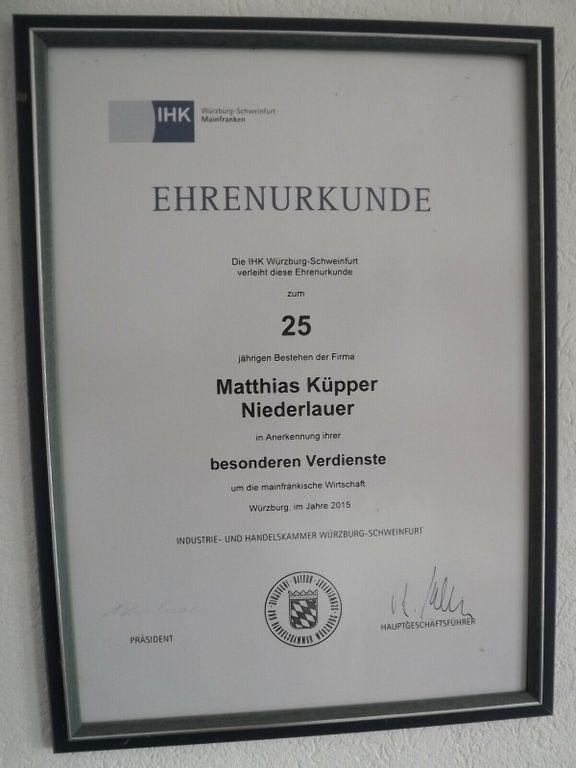 IHK
Würzburg-Schweinfurt
Mainfranken
EHRENURKUNDE
Die IHK Würzburg-Schweinfurt
verleiht diese Ehrenurkunde
zum
25
jährigen Bestehen der Firma
Matthias Küpper
Niederlauer
in Anerkennung ihrer
besonderen Verdienste
um die mainfränkische Wirtschaft.
Würzburg, im Jahre 2015
INDUSTRIE- UND HANDELSKAMMER WÜRZBURG-SCHWEINFURT
PRÄSIDENT
HAUPTGESCHÄFTSFÜHRER